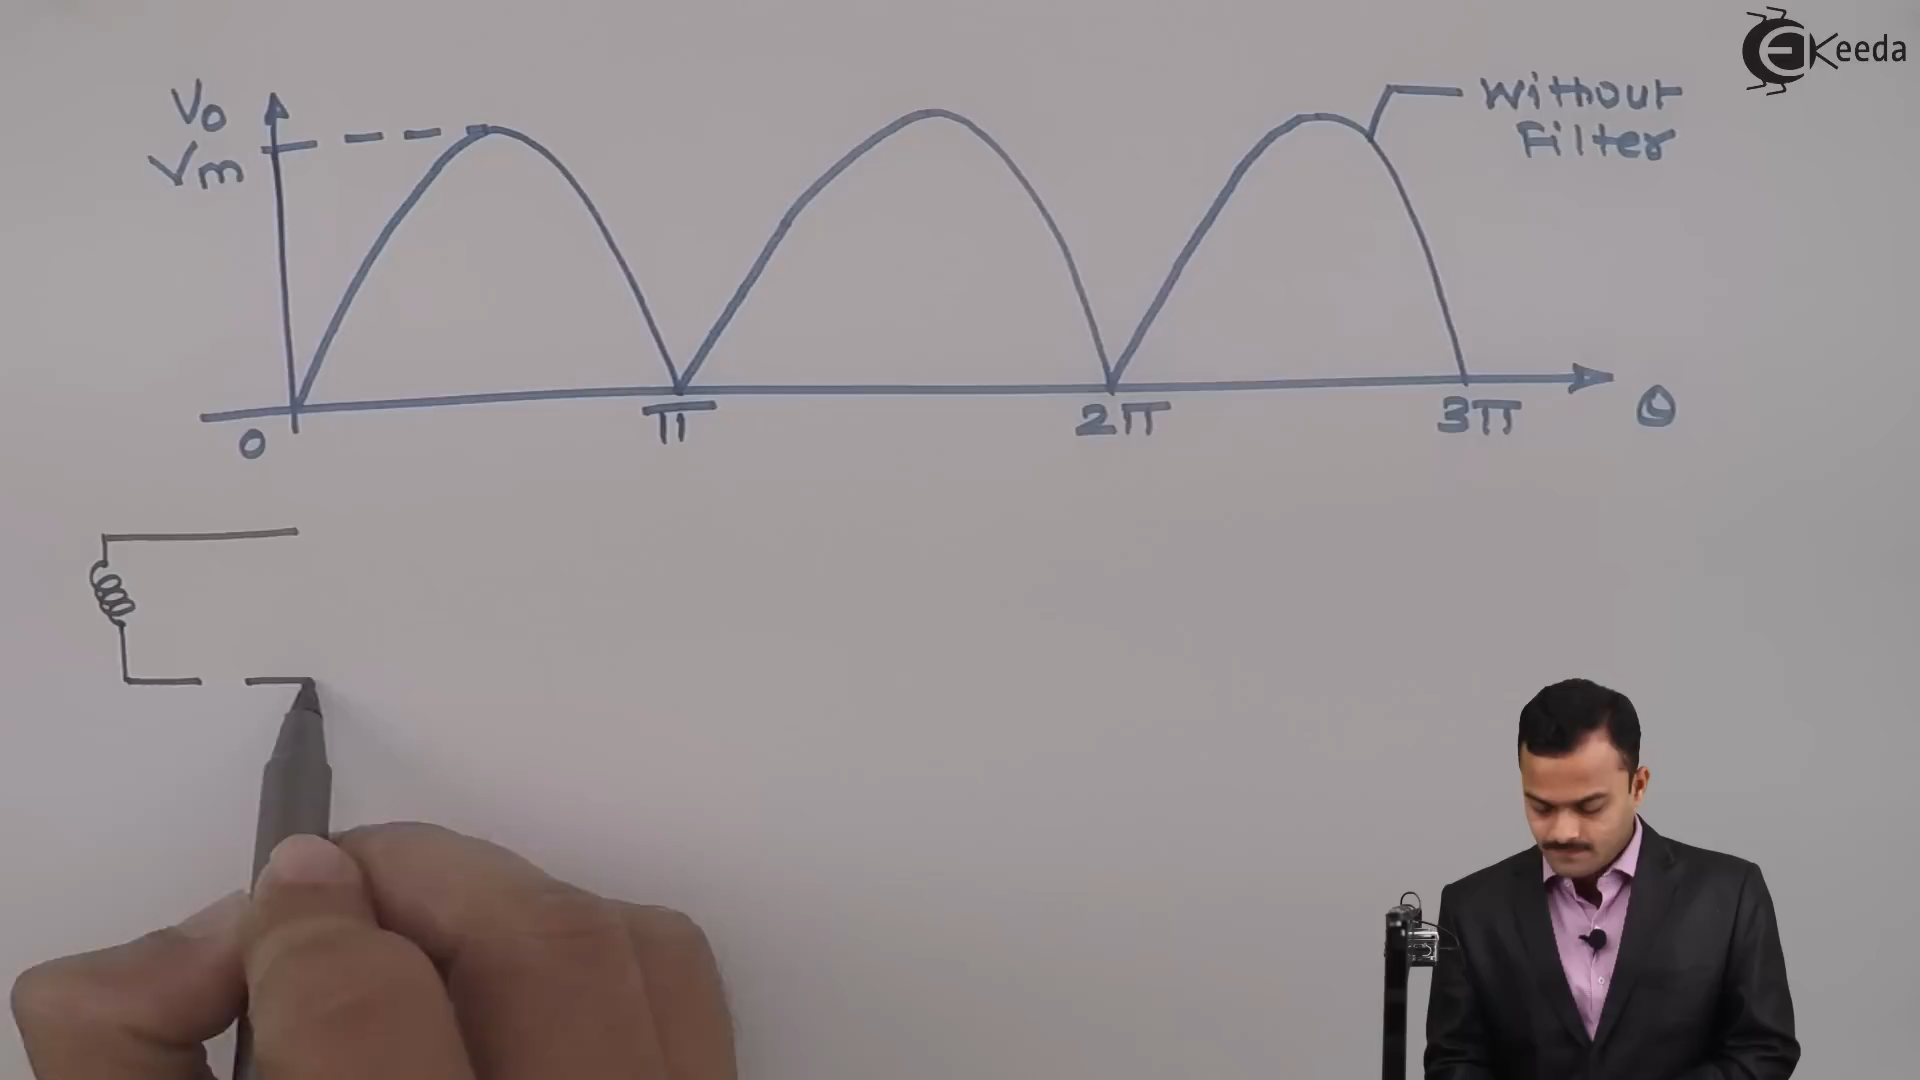 Keeda
Vo
Vm
Without
Filter
0
π
2π
3π
θ